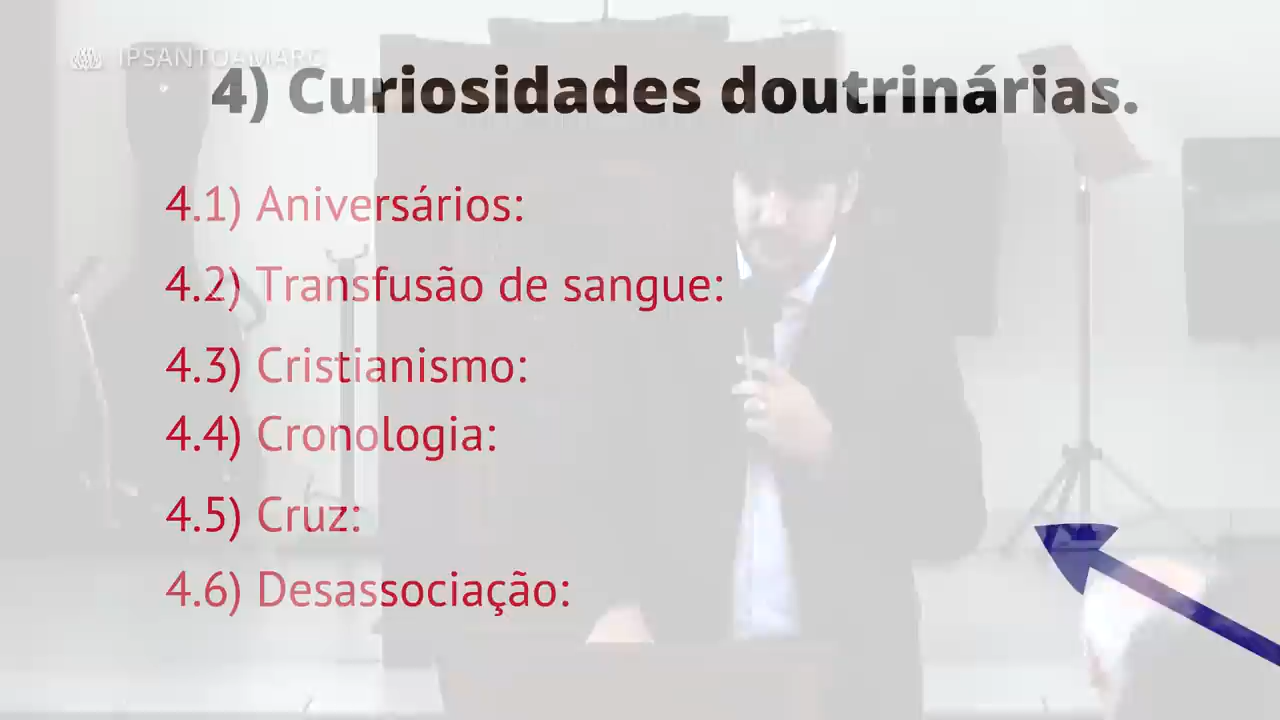 IPSANTOAMARO
4) Curiosidades doutrinárias.
4.1) Aniversários:
4.2) Transfusão de sangue:
4.3) Cristianismo:
4.4) Cronologia:
4.5) Cruz:
4.6) Desassociação: